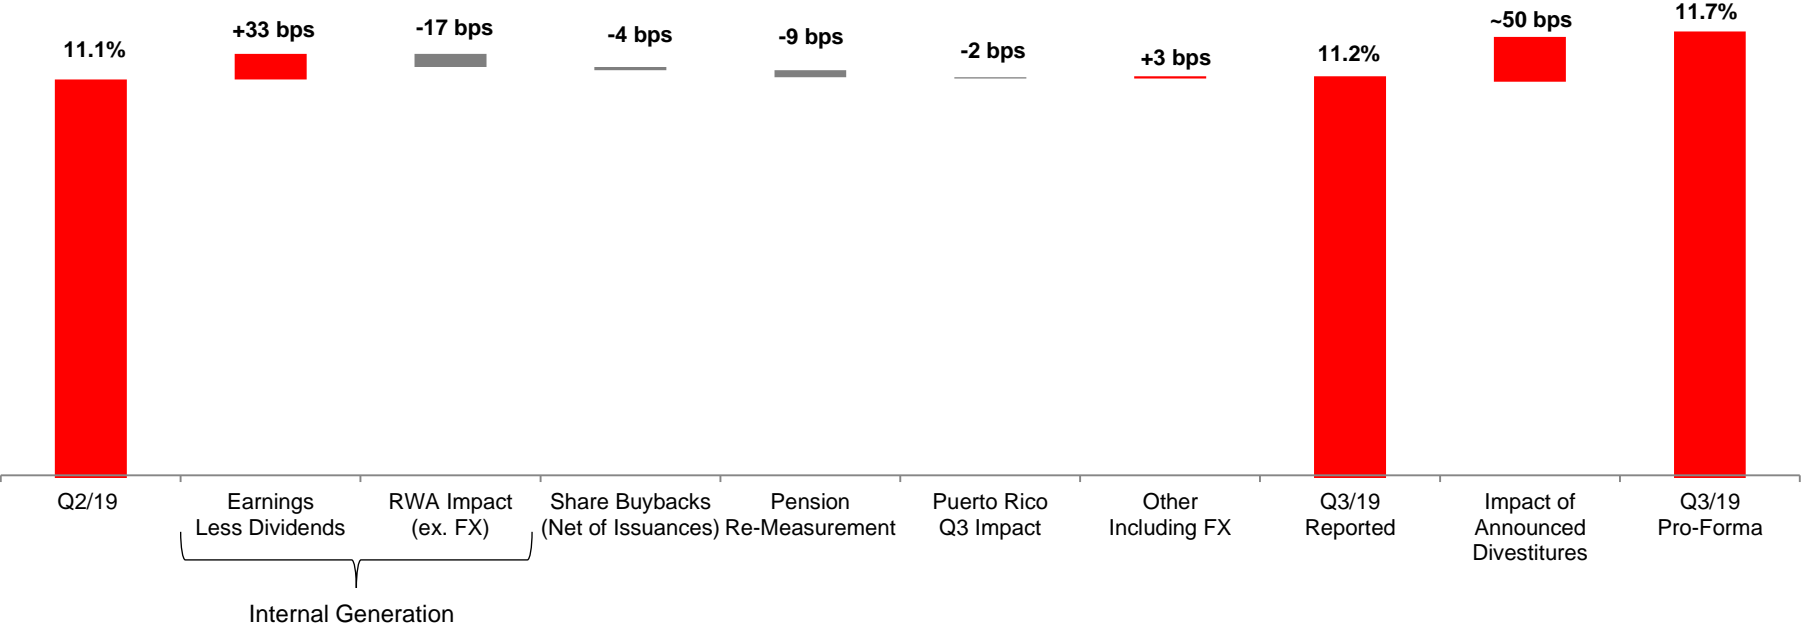 11.1%
+33 bps
-17 bps
-4 bps
-9 bps
-2 bps
+3 bps
11.2%
~50 bps
11.7%
Q2/19
Earnings
Less Dividends
RWA Impact
(ex. FX)
Share Buybacks
(Net of Issuances)
Pension
Re-Measurement
Puerto Rico
Q3 Impact
Other
Including FX
Q3/19
Reported
Impact of
Announced
Divestitures
Q3/19
Pro-Forma
Internal Generation